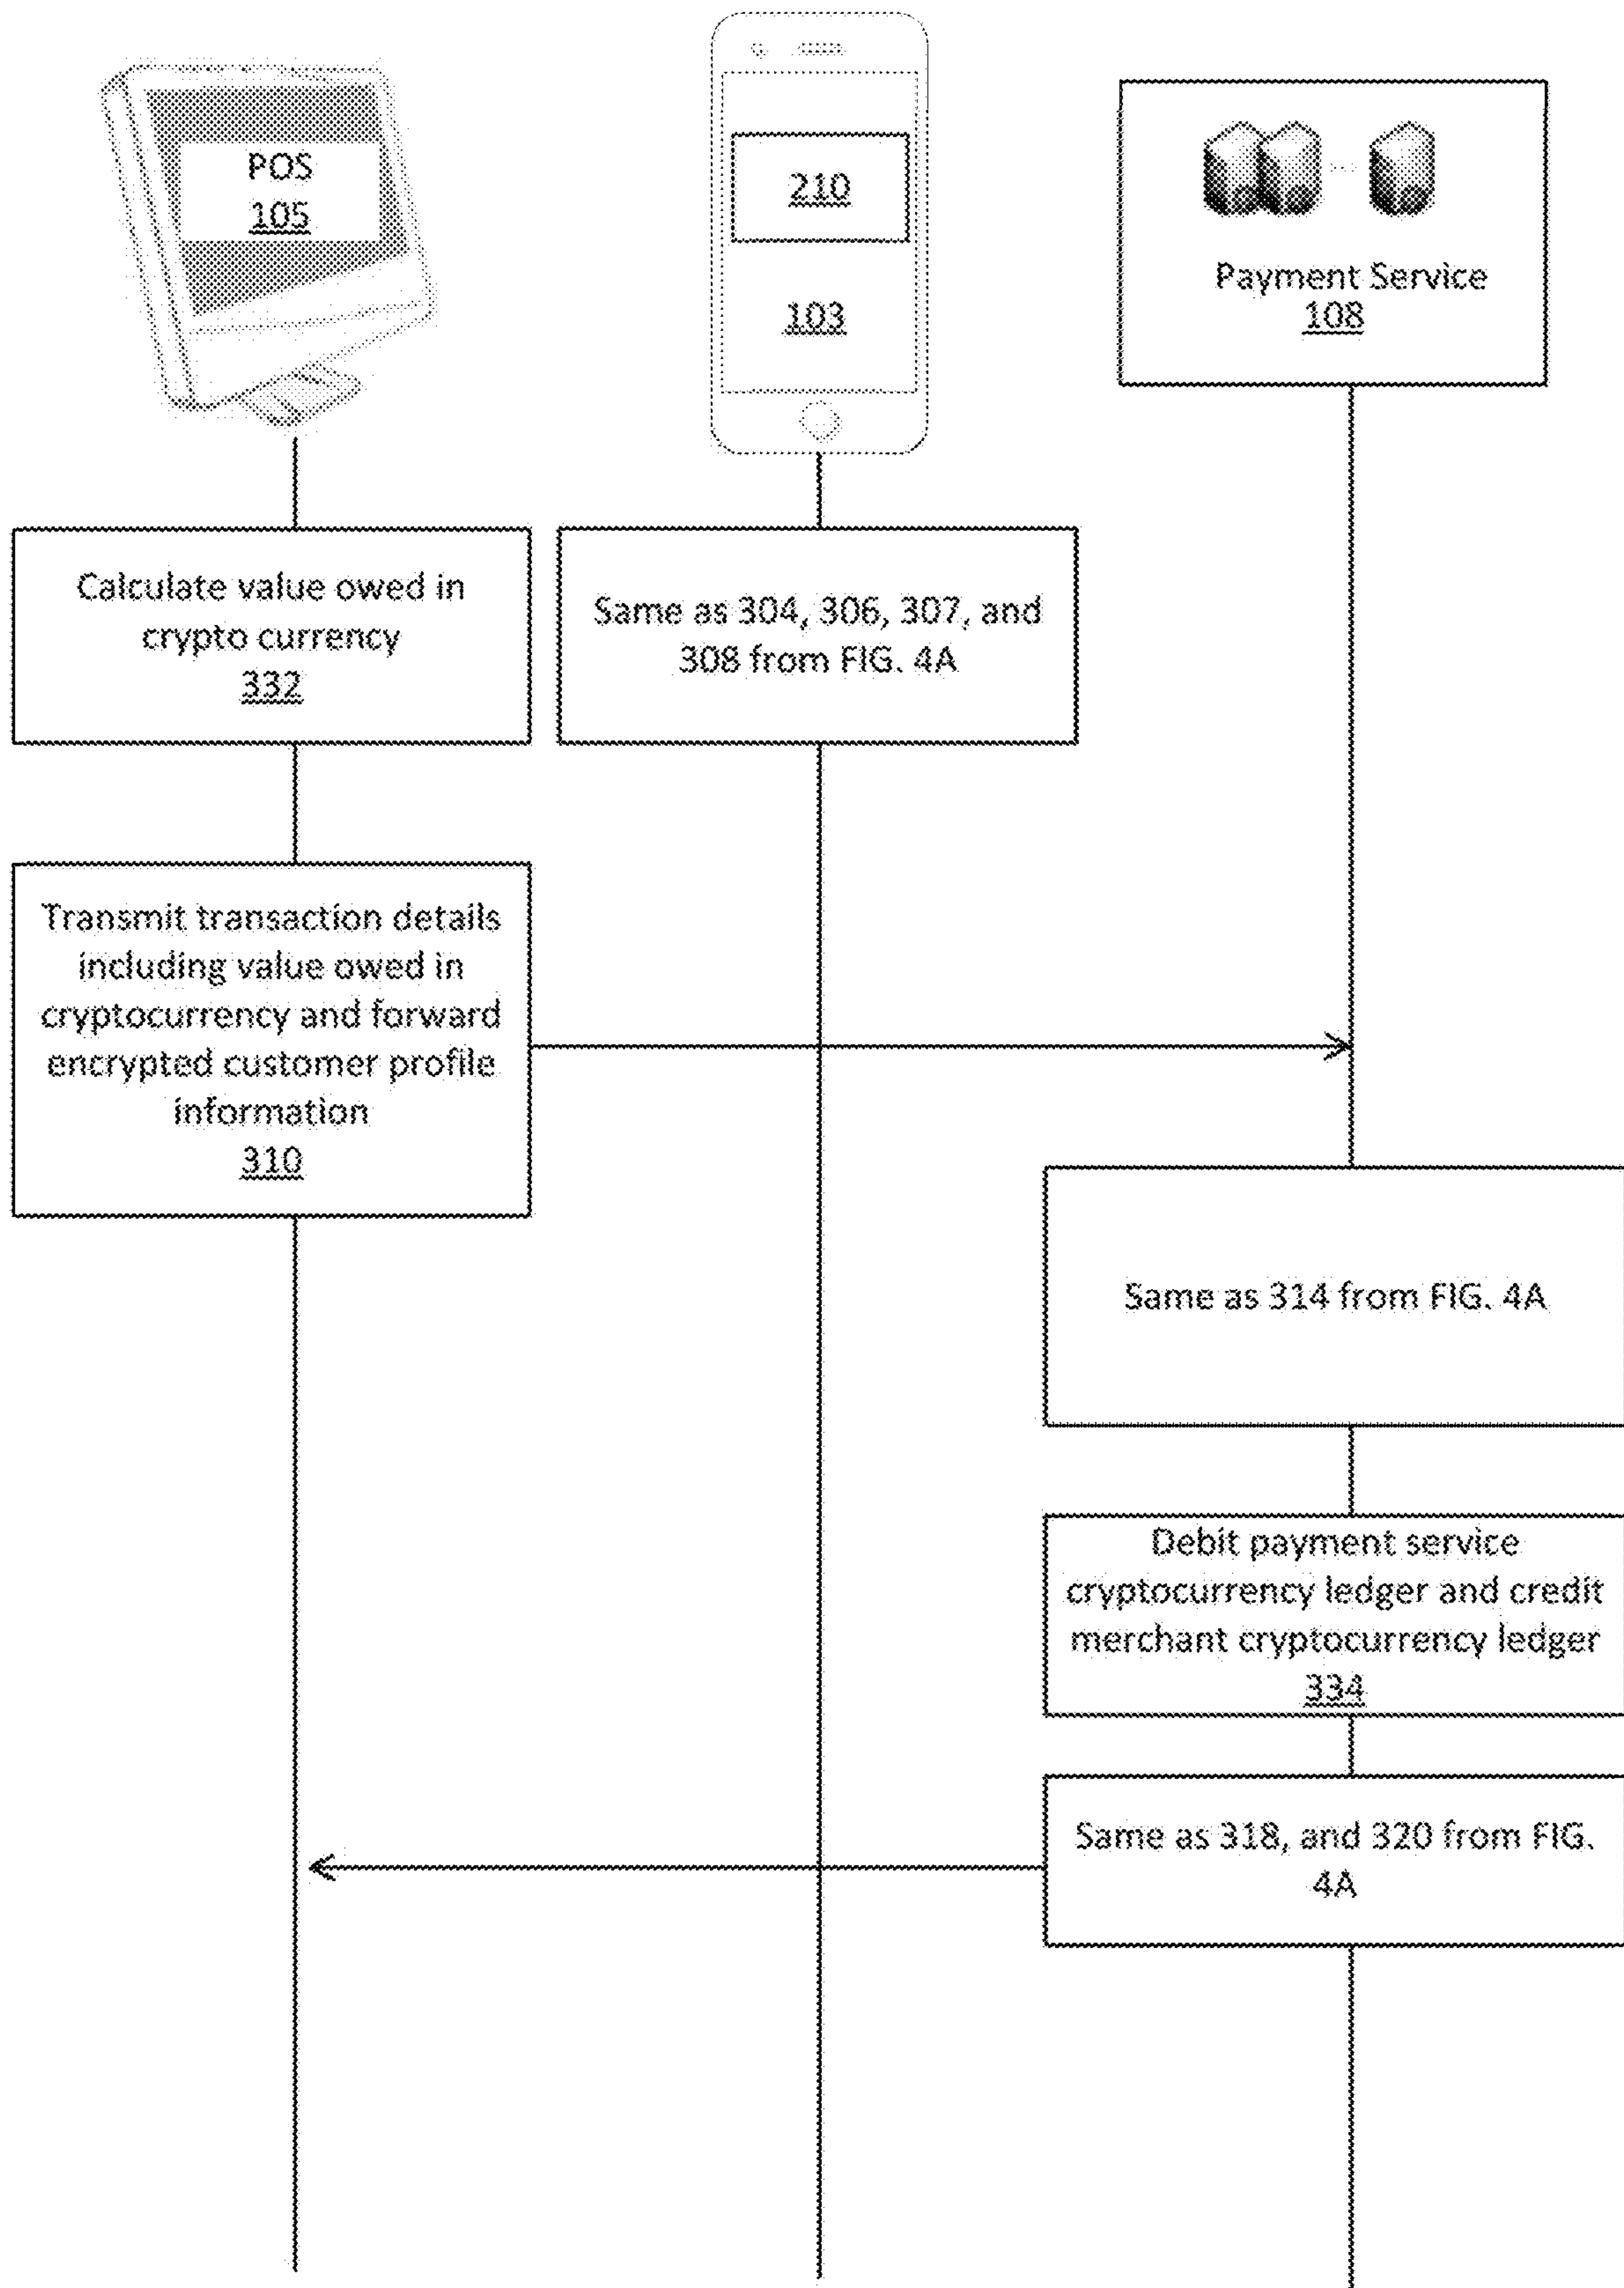 POS
105
210
103
Payment Service
108
Calculate value owed in
crypto currency
332
Same as 304, 306, 307, and
308 from FIG. 4A
Transmit transaction details
including value owed in
cryptocurrency and forward
encrypted customer profile
information
310
Same as 314 from FIG. 4A
Debit payment service
cryptocurrency ledger and credit
merchant cryptocurrency ledger
334
Same as 318, and 320 from FIG.
4A